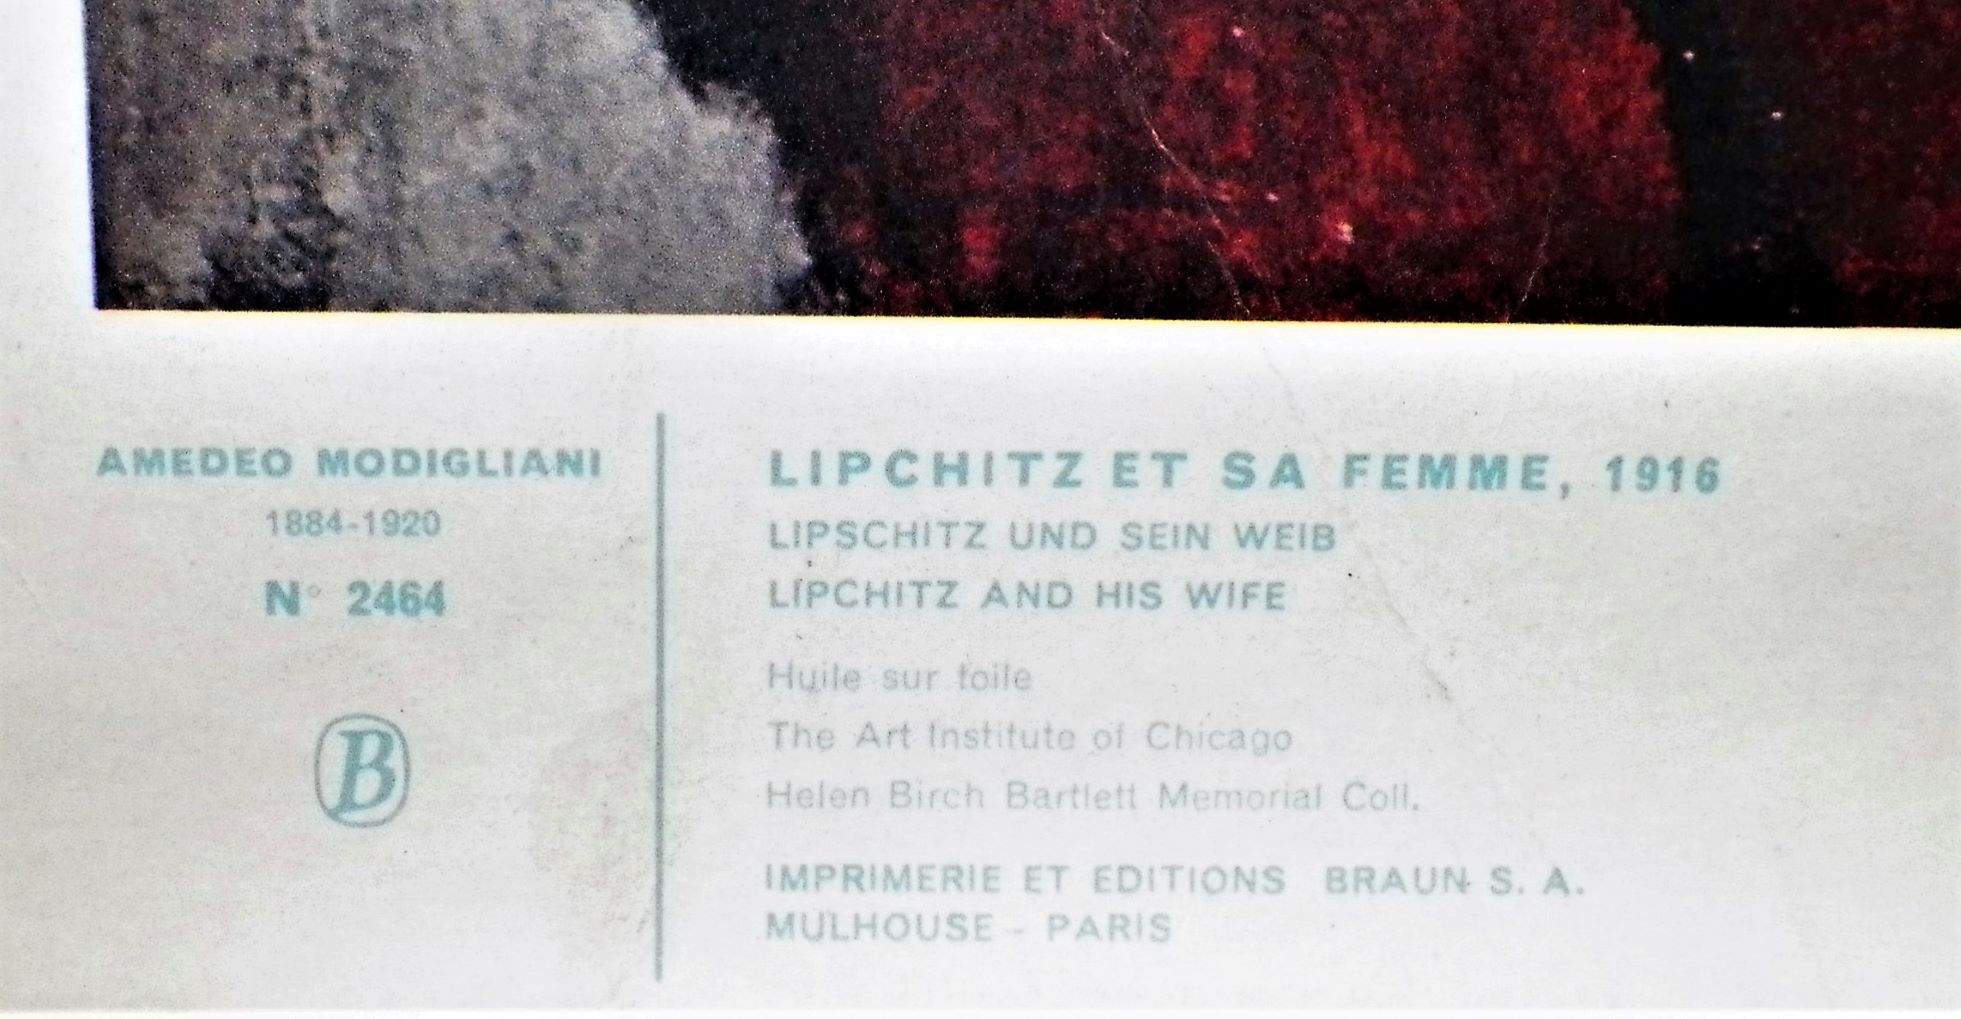 AMEDEO MODIGLIANI
1884-1920
N° 2464
B
LIPCHITZ ET SA FEMME, 1916
LIPSCHITZ UND SEIN WEIB
LIPCHITZ AND HIS WIFE
Huile sur toile
The Art Institute of Chicago
Helen Birch Bartlett Memorial Coll.
IMPRIMERIE ET EDITIONS BRAUN S. A.
MULHOUSE - PARIS